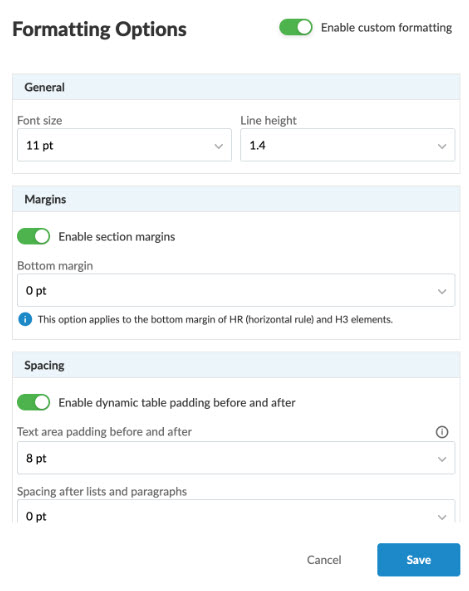 Formatting Options
Enable custom formatting
General
Font size
Line height
11 pt
1.4
Margins
Enable section margins
Bottom margin
0 pt
This option applies to the bottom margin of HR (horizontal rule) and H3 elements.
Spacing
Enable dynamic table padding before and after
Text area padding before and after
8 pt
Spacing after lists and paragraphs
0 pt
Cancel
Save